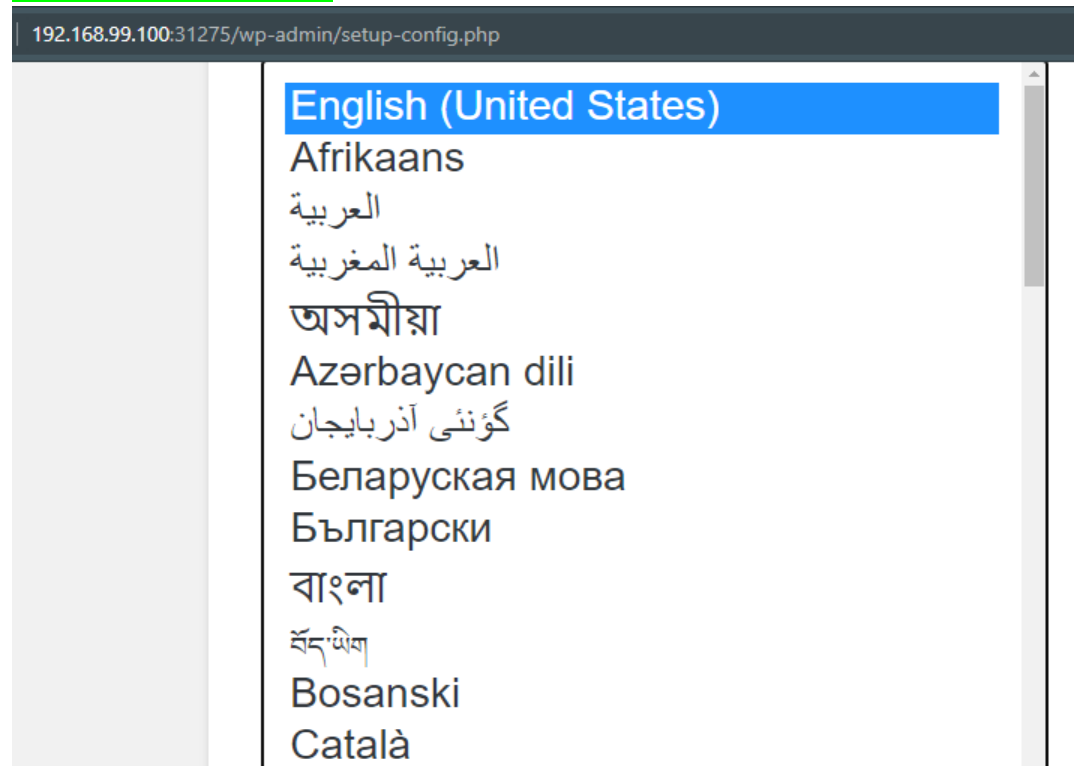 192.168.99.100:31275/wp-admin/setup-config.php
English (United States)
Afrikaans
العربية
العربية المغربية
অসমীয়া
Azərbaycan dili
گؤنئی آذربایجان
Беларуская мова
Български
বাংলা
བོད་ཡིག
Bosanski
Català